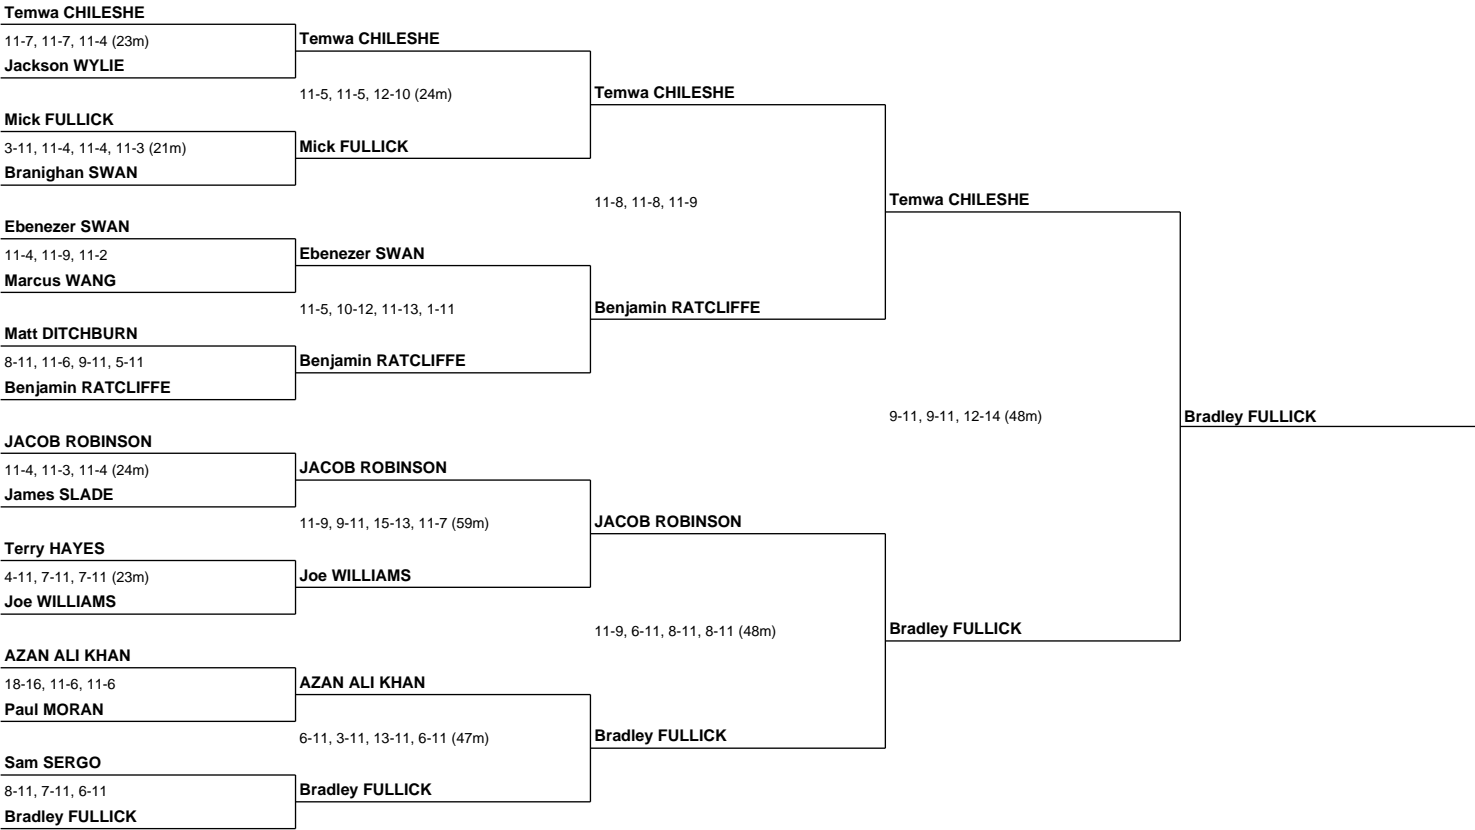 Temwa CHILESHE
11-7, 11-7, 11-4 (23m)
Jackson WYLIE
Mick FULLICK
3-11, 11-4, 11-4, 11-3 (21m)
Branighan SWAN
Ebenezer SWAN
11-4, 11-9, 11-2
Marcus WANG
Matt DITCHBURN
8-11, 11-6, 9-11, 5-11
Benjamin RATCLIFFE
JACOB ROBINSON
11-4, 11-3, 11-4 (24m)
James SLADE
Terry HAYES
4-11, 7-11, 7-11 (23m)
Joe WILLIAMS
AZAN ALI KHAN
18-16, 11-6, 11-6
Paul MORAN
Sam SERGO
8-11, 7-11, 6-11
Bradley FULLICK
Temwa CHILESHE
11-5, 11-5, 12-10 (24m)
Mick FULLICK
Ebenezer SWAN
11-5, 10-12, 11-13, 1-11
Benjamin RATCLIFFE
JACOB ROBINSON
11-9, 9-11, 15-13, 11-7 (59m)
Joe WILLIAMS
AZAN ALI KHAN
6-11, 3-11, 13-11, 6-11 (47m)
Bradley FULLICK
Temwa CHILESHE
11-8, 11-8, 11-9
Benjamin RATCLIFFE
JACOB ROBINSON
11-9, 6-11, 8-11, 8-11 (48m)
Bradley FULLICK
Temwa CHILESHE
9-11, 9-11, 12-14 (48m)
Bradley FULLICK
Bradley FULLICK